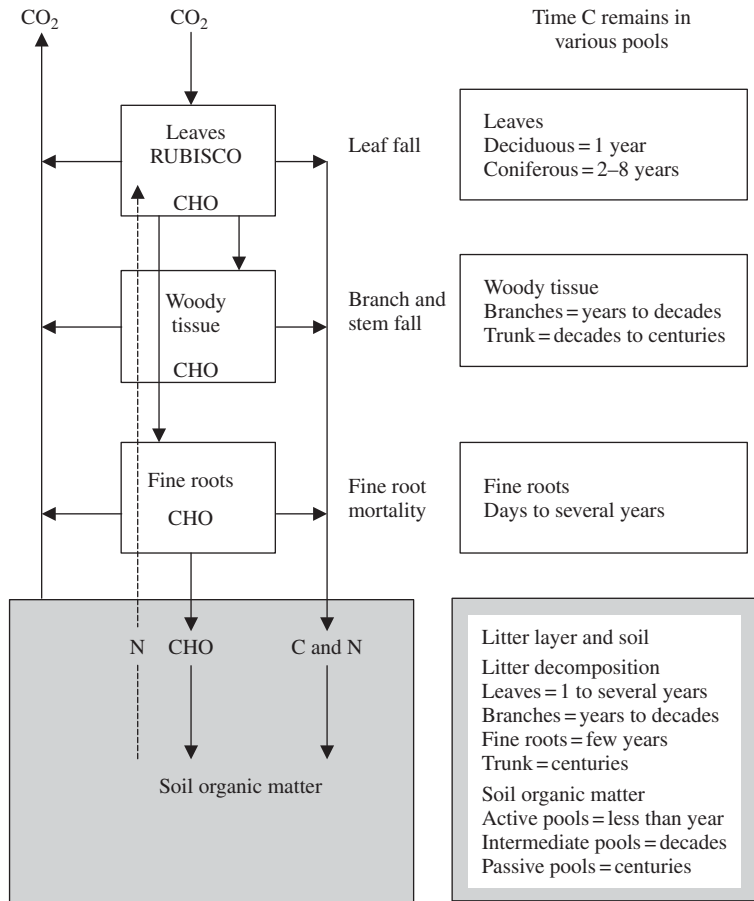 CO₂
CO₂
Time C remains in
various pools
Leaves
RUBISCO
CHO
Leaf fall
Leaves
Deciduous = 1 year
Coniferous = 2–8 years
Woody
tissue
CHO
Branch and
stem fall
Woody tissue
Branches = years to decades
Trunk = decades to centuries
Fine roots
CHO
Fine root
mortality
Fine roots
Days to several years
N
CHO
C and N
Soil organic matter
Litter layer and soil
Litter decomposition
Leaves = 1 to several years
Branches = years to decades
Fine roots = few years
Trunk = centuries
Soil organic matter
Active pools = less than year
Intermediate pools = decades
Passive pools = centuries